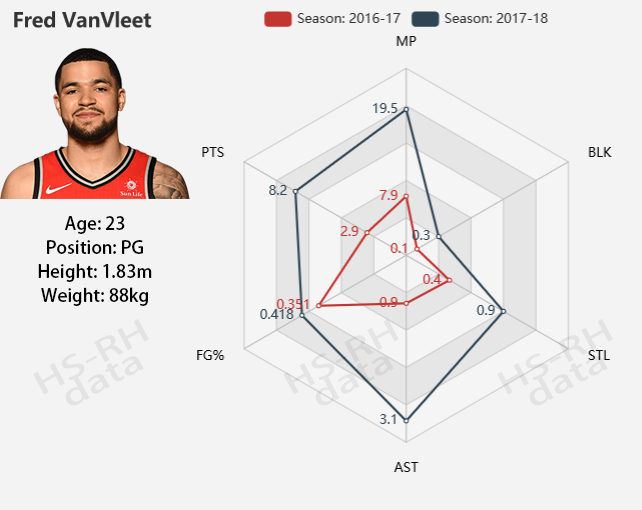 Fred VanVleet
Season: 2016-17
Season: 2017-18
MP
19.5
PTS
BLK
8.2
7.9
2.9
0.3
0.1
0.4
0.351
0.9
0.9
0.418
FG%
STL
3.1
AST
Sun Life
Age: 23
Position: PG
Height: 1.83m
Weight: 88kg
HS-RH
data
HS-RH
data
HS-RH
data